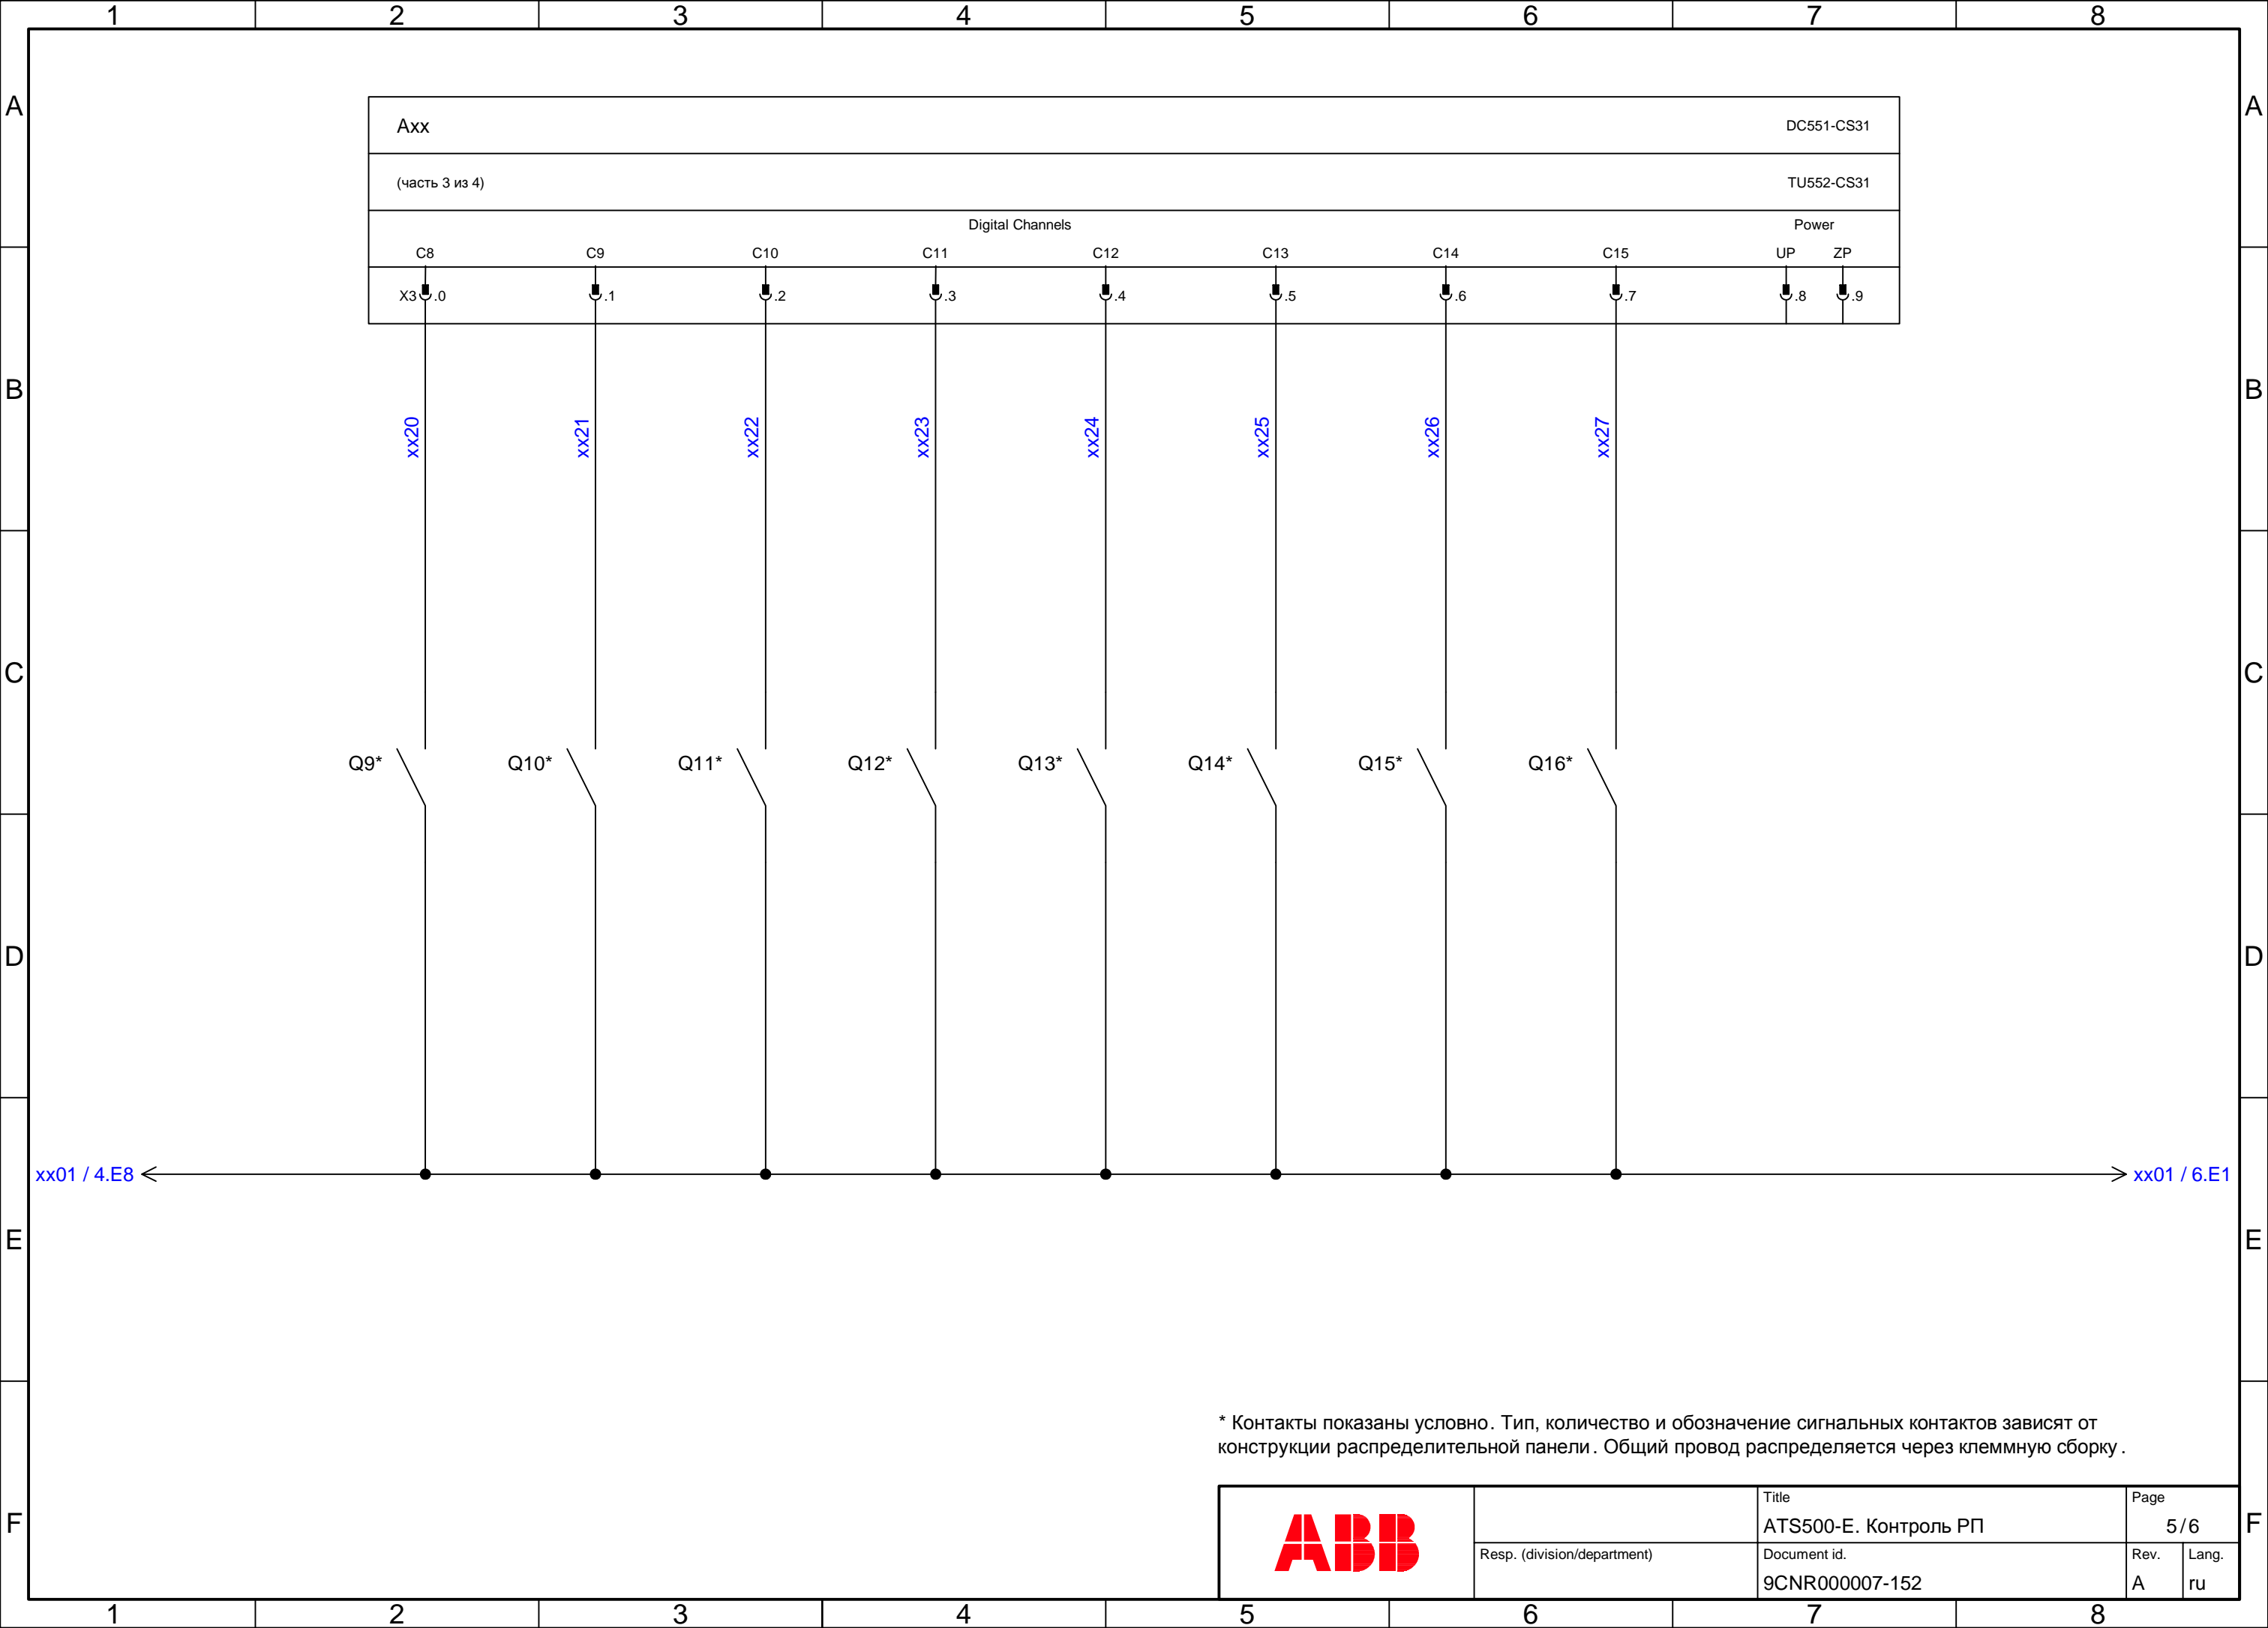 1 2 3 4 5 6 7 8
A A
Axx DC551-CS31
(часть 3 из 4) TU552-CS31
Digital Channels Power
C8 C9 C10 C11 C12 C13 C14 C15 UP ZP
X3 .0 .1 .2 .3 .4 .5 .6 .7 .8 .9
B B
xx20 xx21 xx22 xx23 xx24 xx25 xx26 xx27
C C
Q9* Q10* Q11* Q12* Q13* Q14* Q15* Q16*
D D
xx01 / 4.E8 xx01 / 6.E1
E E
* Контакты показаны условно. Тип, количество и обозначение сигнальных контактов зависят от
конструкции распределительной панели. Общий провод распределяется через клеммную сборку.
F F
ABB
Title Page
ATS500-E. Контроль РП 5/6
Resp. (division/department) Document id. Rev. Lang.
9CNR000007-152 A ru
1 2 3 4 5 6 7 8